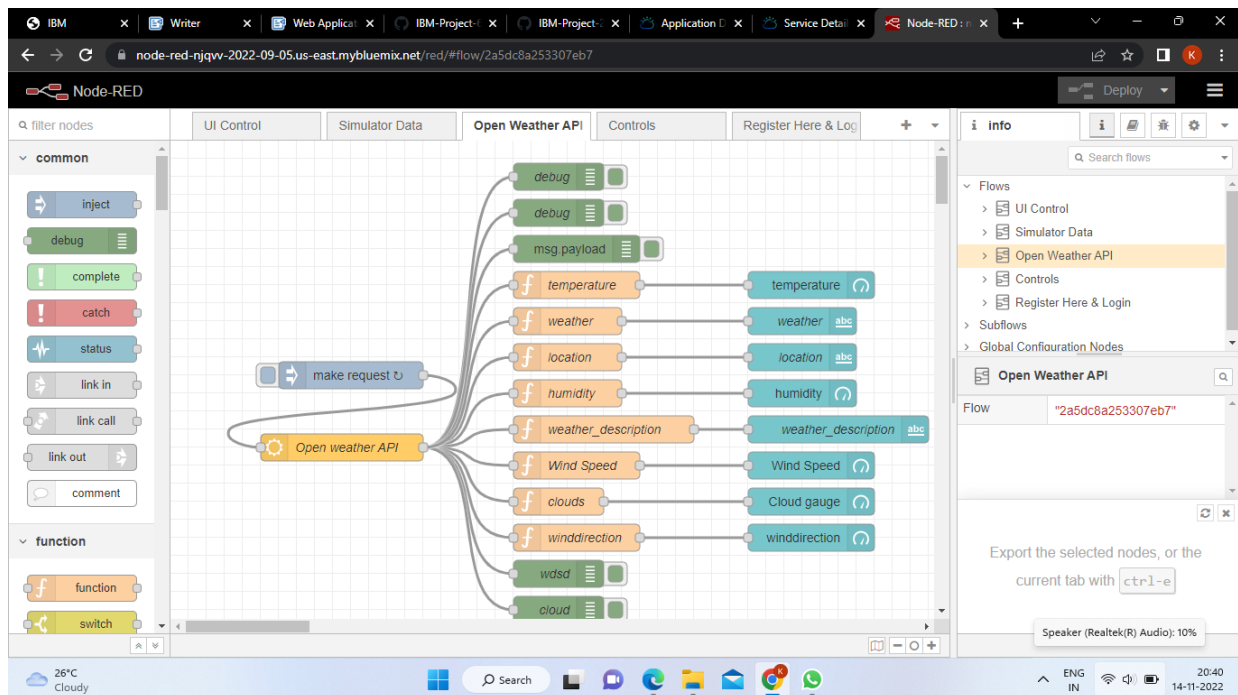 IBM
Writer
Web Applicat
IBM-Project-
IBM-Project-2
Application D
Service Detail
Node-RED : n
node-red-njqvv-2022-09-05.us-east.mybluemix.net/red/#flow/2a5dc8a253307eb7
K
Node-RED
Deploy
filter nodes
UI Control
Simulator Data
Open Weather API
Controls
Register Here & Log
i info
i
common
inject
debug
complete
catch
status
link in
link call
link out
comment
function
function
switch
debug
debug
msg.payload
temperature
temperature
weather
weather abc
location
location abc
make request ↻
humidity
humidity
weather_description
weather_description abc
Open weather API
Wind Speed
Wind Speed
clouds
Cloud gauge
winddirection
winddirection
wdsd
cloud
Search flows
Flows
UI Control
Simulator Data
Open Weather API
Controls
Register Here & Login
Subflows
Global Configuration Nodes
Open Weather API
Flow "2a5dc8a253307eb7"
Export the selected nodes, or the
current tab with ctrl-e
Speaker (Realtek(R) Audio): 10%
26°C
Cloudy
Search
K
ENG
IN
20:40
14-11-2022